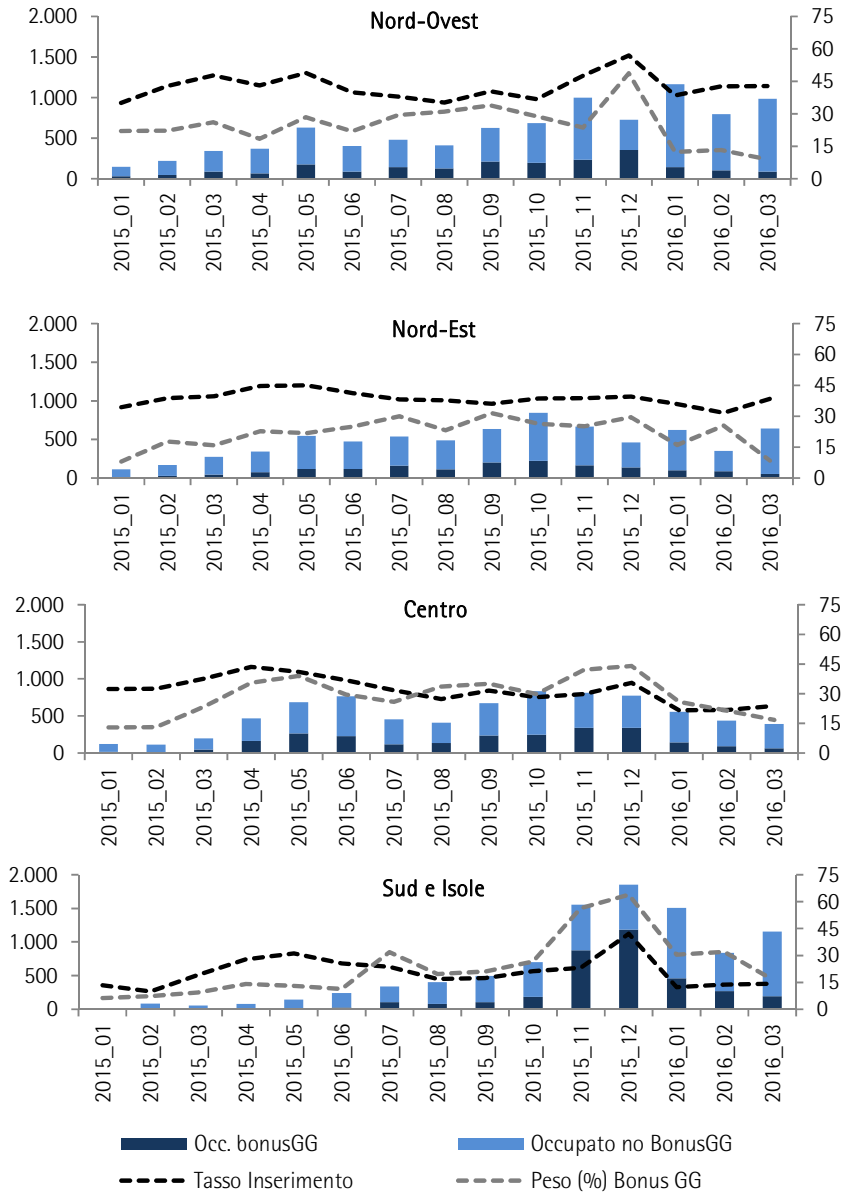 Nord-Ovest
2.000 75
1.500 60
1.000 45
30
500 15
0 0
2015_01 2015_02 2015_03 2015_04 2015_05 2015_06 2015_07 2015_08 2015_09 2015_10 2015_11 2015_12 2016_01 2016_02 2016_03
Nord-Est
2.000 75
1.500 60
1.000 45
30
500 15
0 0
2015_01 2015_02 2015_03 2015_04 2015_05 2015_06 2015_07 2015_08 2015_09 2015_10 2015_11 2015_12 2016_01 2016_02 2016_03
Centro
2.000 75
1.500 60
1.000 45
30
500 15
0 0
2015_01 2015_02 2015_03 2015_04 2015_05 2015_06 2015_07 2015_08 2015_09 2015_10 2015_11 2015_12 2016_01 2016_02 2016_03
Sud e Isole
2.000 75
1.500 60
1.000 45
30
500 15
0 0
2015_01 2015_02 2015_03 2015_04 2015_05 2015_06 2015_07 2015_08 2015_09 2015_10 2015_11 2015_12 2016_01 2016_02 2016_03
Occ. bonusGG Occupato no BonusGG
Tasso Inserimento Peso (%) Bonus GG